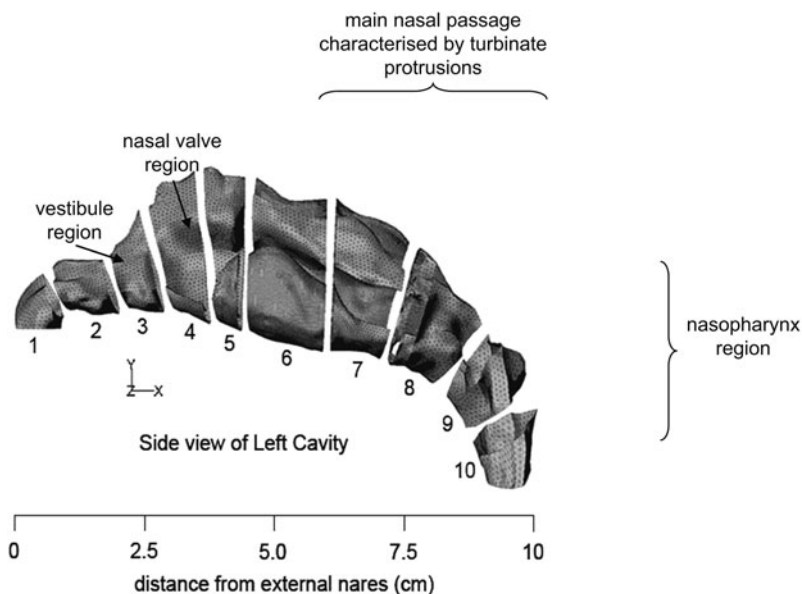 main nasal passage
characterised by turbinate
protrusions
nasal valve
region
vestibule
region
nasopharynx
region
1
2
3
4
5
6
7
8
9
10
Y
Z X
Side view of Left Cavity
0 2.5 5.0 7.5 10
distance from external nares (cm)